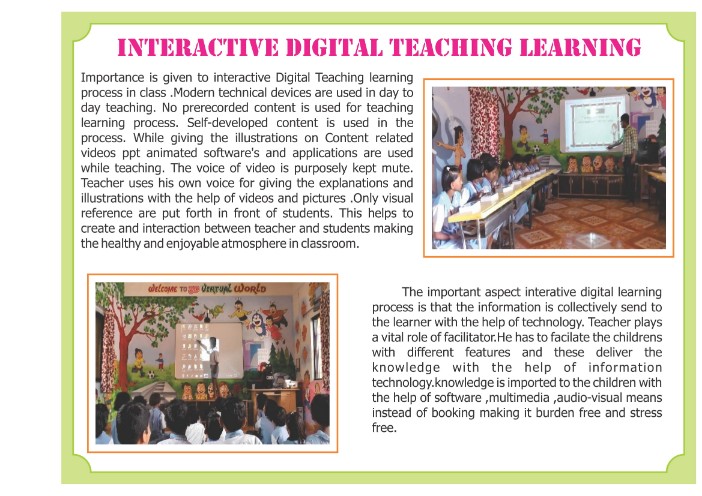 INTERACTIVE DIGITAL TEACHING LEARNING
Importance is given to interactive Digital Teaching learning
process in class .Modern technical devices are used in day to
day teaching. No prerecorded content is used for teaching
learning process. Self-developed content is used in the
process. While giving the illustrations on Content related
videos ppt animated software's and applications are used
while teaching. The voice of video is purposely kept mute.
Teacher uses his own voice for giving the explanations and
illustrations with the help of videos and pictures .Only visual
reference are put forth in front of students. This helps to
create and interaction between teacher and students making
the healthy and enjoyable atmosphere in classroom.
WELCOME TO VIRTUAL WORLD
The important aspect interative digital learning
process is that the information is collectively send to
the learner with the help of technology. Teacher plays
a vital role of facilitator.He has to facilate the childrens
with different features and these deliver the
knowledge with the help of information
technology.knowledge is imported to the children with
the help of software ,multimedia ,audio-visual means
instead of booking making it burden free and stress
free.